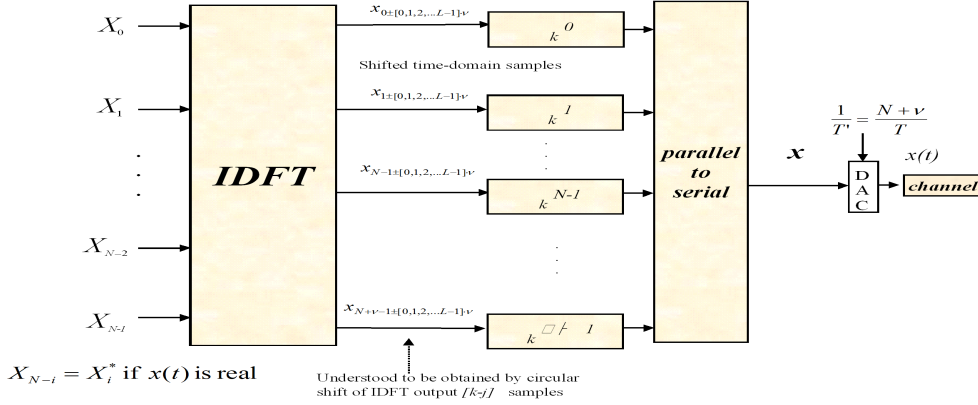 X_0
x_{0±[0,1,2,...L−1]·ν}
k 0
Shifted time-domain samples
X_1
x_{1±[0,1,2,...L−1]·ν}
k 1
IDFT
x_{N−1±[0,1,2,...L−1]·ν}
k N-1
parallel
to
serial
x
1/T' = N + ν/T
DAC
x(t)
channel
X_{N−2}
X_{N-1}
x_{N+ν−1±[0,1,2,...L−1]·ν}
k □ 1
X_{N−i} = X_i^* if x(t) is real
Understood to be obtained by circular
shift of IDFT output [k-j] samples